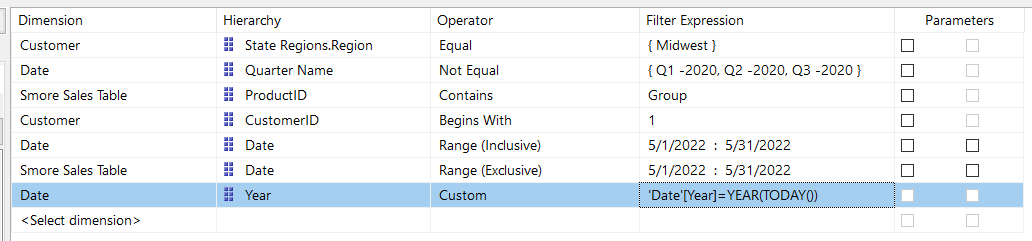 Dimension Hierarchy Operator Filter Expression Parameters
Customer State Regions.Region Equal { Midwest }
Date Quarter Name Not Equal { Q1 -2020, Q2 -2020, Q3 -2020 }
Smore Sales Table ProductID Contains Group
Customer CustomerID Begins With 1
Date Date Range (Inclusive) 5/1/2022 : 5/31/2022
Smore Sales Table Date Range (Exclusive) 5/1/2022 : 5/31/2022
Date Year Custom 'Date'[Year]=YEAR(TODAY())
<Select dimension>